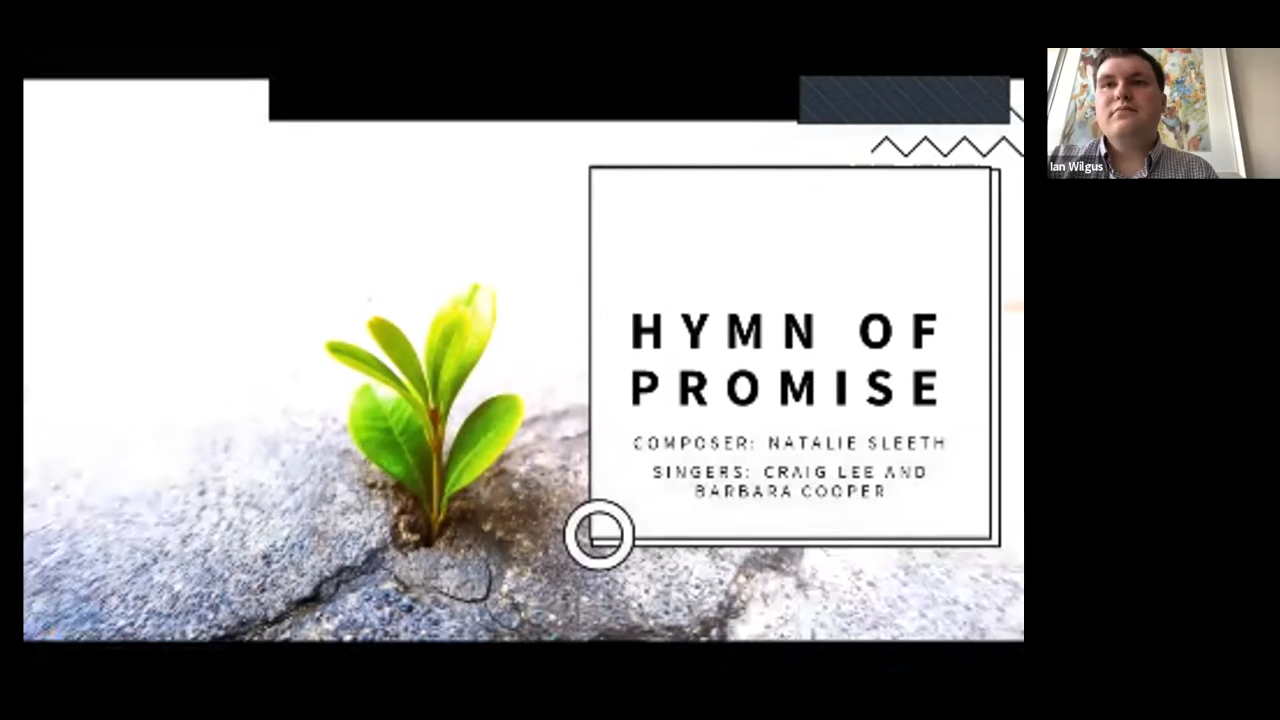 HYMN OF
PROMISE
COMPOSER: NATALIE SLEETH
SINGERS: CRAIG LEE AND
BARBARA COOPER
Ian Wilgus